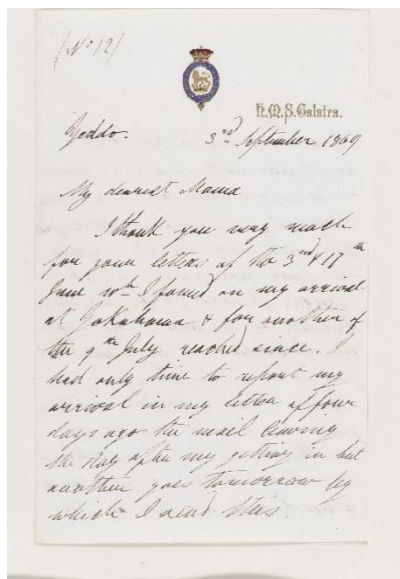 (No 12)
H.M.S. Galatea.
Yeddo.
3rd September 1869
My dearest Mama
I thank you very much
for your letters of the 3rd & 17th
June wh I found on my arrival
at Yokuhama & for another of
the 9th July reached since. I
had only time to report my
arrival in my letter of four
days ago the mail leaving
the day after my getting in but
another goes tomorrow by
which I send this.